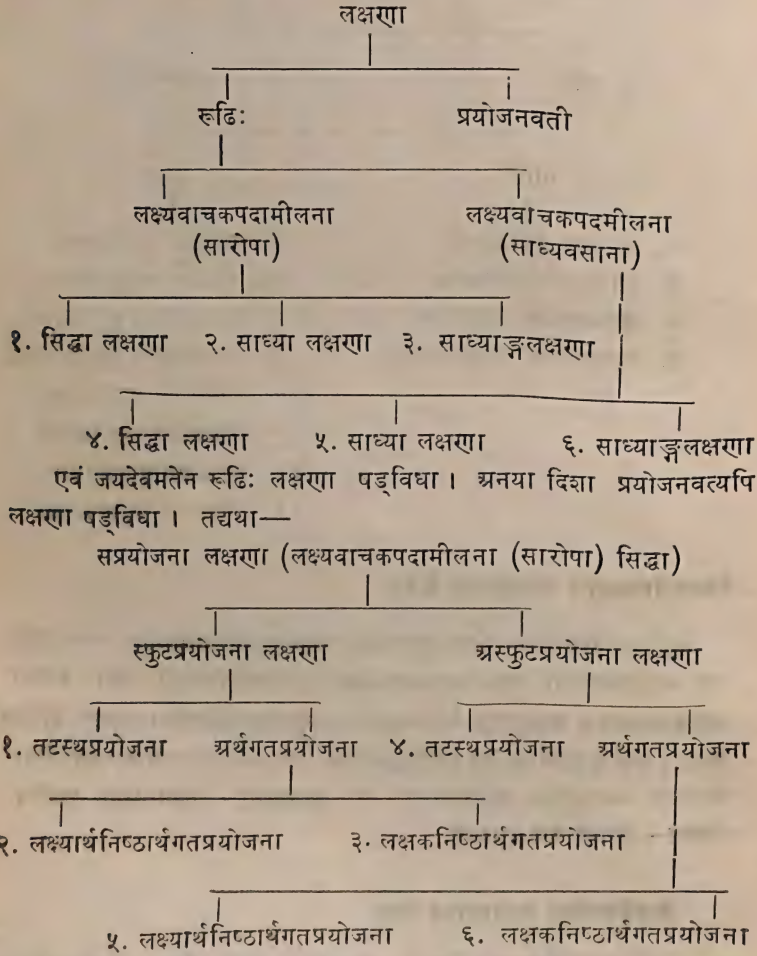 लक्षणा
रूढिः प्रयोजनवती
लक्ष्यवाचकपदामीलना लक्ष्यवाचकपदमीलना
(सारोपा) (साध्यवसाना)
१. सिद्धा लक्षणा २. साध्या लक्षणा ३. साध्याङ्गलक्षणा
४. सिद्धा लक्षणा ५. साध्या लक्षणा ६. साध्याङ्गलक्षणा
एवं जयदेवमतेन रूढिः लक्षणा षड्विधा । अनया दिशा प्रयोजनवत्यपि
लक्षणा षड्विधा । तद्यथा—
सप्रयोजना लक्षणा (लक्ष्यवाचकपदामीलना (सारोपा) सिद्धा)
स्फुटप्रयोजना लक्षणा अस्फुटप्रयोजना लक्षणा
१. तटस्थप्रयोजना अर्थगतप्रयोजना ४. तटस्थप्रयोजना अर्थगतप्रयोजना
२. लक्ष्यार्थनिष्ठार्थगतप्रयोजना ३. लक्षकनिष्ठार्थगतप्रयोजना
५. लक्ष्यार्थनिष्ठार्थगतप्रयोजना ६. लक्षकनिष्ठार्थगतप्रयोजना